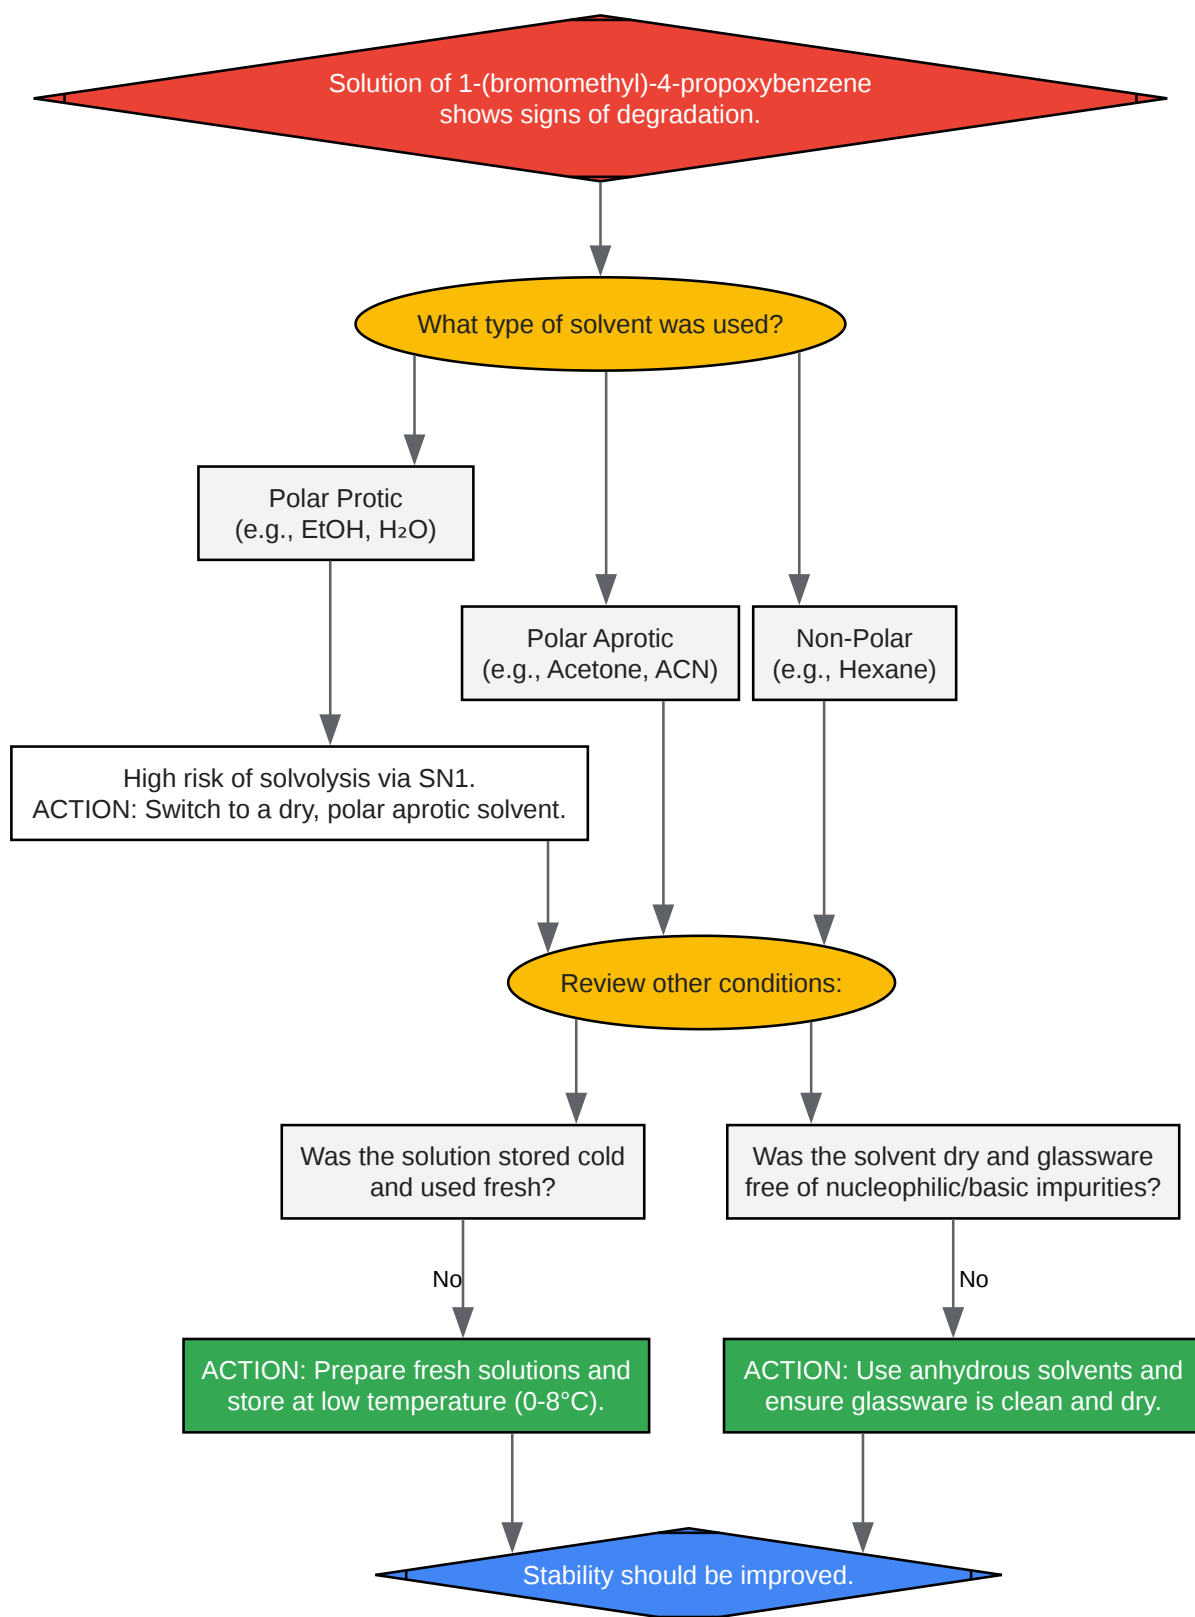 Solution of 1-(bromomethyl)-4-propoxybenzene
shows signs of degradation.
What type of solvent was used?
Polar Protic
(e.g., EtOH, H₂O)
Polar Aprotic
(e.g., Acetone, ACN)
Non-Polar
(e.g., Hexane)
High risk of solvolysis via SN1.
ACTION: Switch to a dry, polar aprotic solvent.
Review other conditions:
Was the solution stored cold
and used fresh?
Was the solvent dry and glassware
free of nucleophilic/basic impurities?
No
No
ACTION: Prepare fresh solutions and
store at low temperature (0-8°C).
ACTION: Use anhydrous solvents and
ensure glassware is clean and dry.
Stability should be improved.